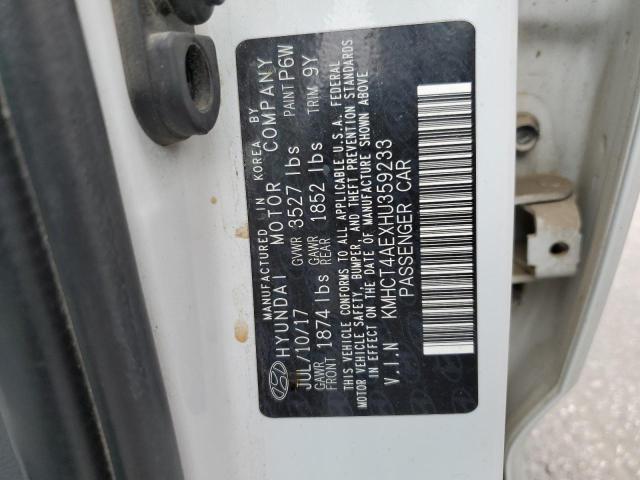 MANUFACTURED IN KOREA BY
HYUNDAI MOTOR COMPANY
JUL/10/17 GVWR 3527 lbs PAINT P6W
GAWR FRONT 1874 lbs GAWR REAR 1852 lbs TRIM 9Y
THIS VEHICLE CONFORMS TO ALL APPLICABLE U.S.A. FEDERAL
MOTOR VEHICLE SAFETY, BUMPER, AND THEFT PREVENTION STANDARDS
IN EFFECT ON THE DATE OF MANUFACTURE SHOWN ABOVE
V.I.N KMHCT4AEXHU359233
PASSENGER CAR